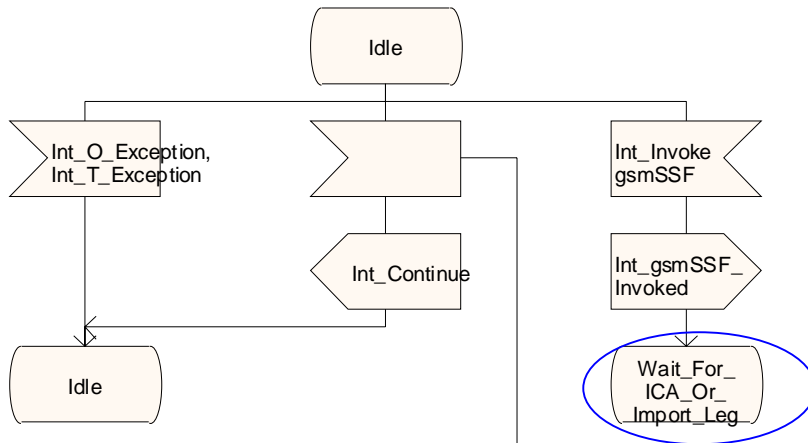 Idle
Int_O_Exception,
Int_T_Exception
Int_Invoke
gsmSSF
Int_Continue
Int_gsmSSF_
Invoked
Idle
Wait_For_
ICA_Or_
Import_Leg